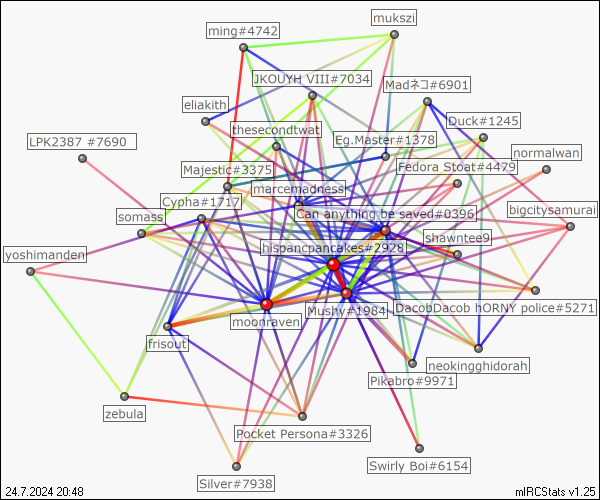 mukszi
ming#4742
JKOUYH VIII#7034
Madネコ#6901
eliakith
Duck#1245
thesecondtwat
Eg.Master#1378
LPK2387 #7690
normalwan
Majestic#3375
Fedora Stoat#4479
marcemadness
Cypha#1717
Can anything be saved#0396
bigcitysamurai
somass
shawntee9
hispancpancakes#2928
yoshimanden
DacobDacob hORNY police#5271
Mushy#1984
moonraven
frisout
neokingghidorah
Pikabro#9971
zebula
Pocket Persona#3326
Swirly Boi#6154
Silver#7938
24.7.2024 20:48
mIRCStats v1.25